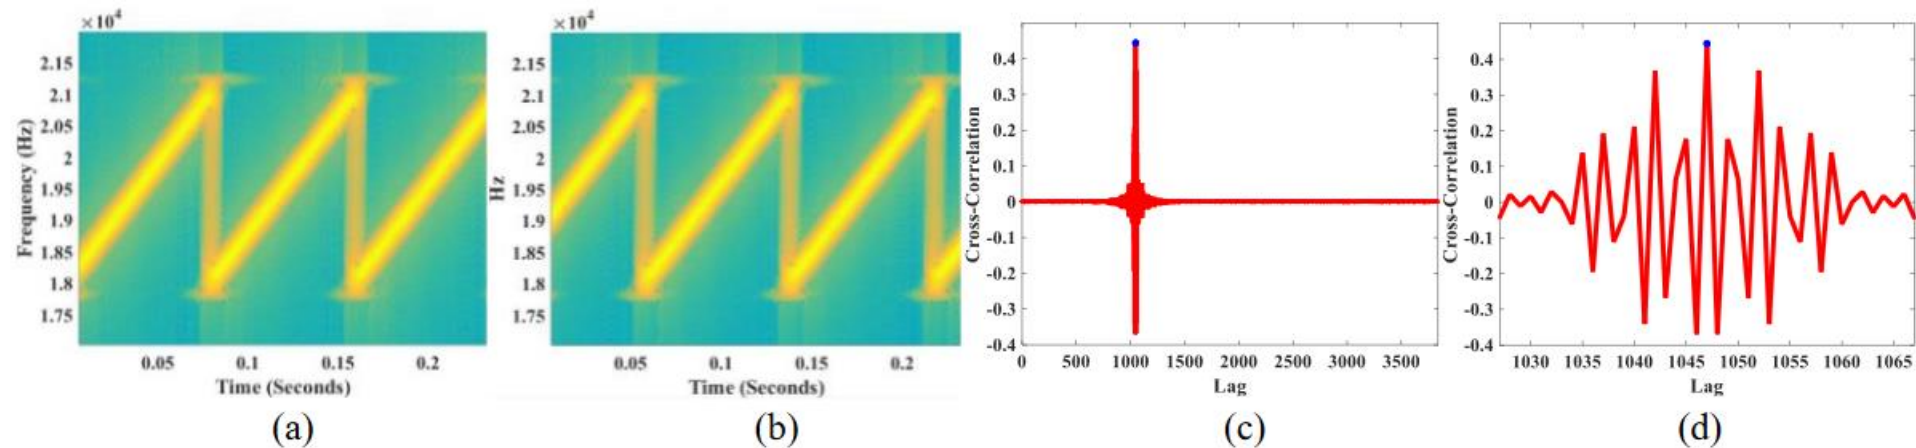 ×10⁴
2.15
2.1
2.05
2
1.95
1.9
1.85
1.8
1.75
Frequency (Hz)
0.05 0.1 0.15 0.2
Time (Seconds)
(a)
×10⁴
2.15
2.1
2.05
2
1.95
1.9
1.85
1.8
1.75
Hz
0.05 0.1 0.15 0.2
Time (Seconds)
(b)
0.4
0.3
0.2
0.1
0
-0.1
-0.2
-0.3
-0.4
Cross-Correlation
0 500 1000 1500 2000 2500 3000 3500
Lag
(c)
0.4
0.3
0.2
0.1
0
-0.1
-0.2
-0.3
-0.4
Cross-Correlation
1030 1035 1040 1045 1050 1055 1060 1065
Lag
(d)